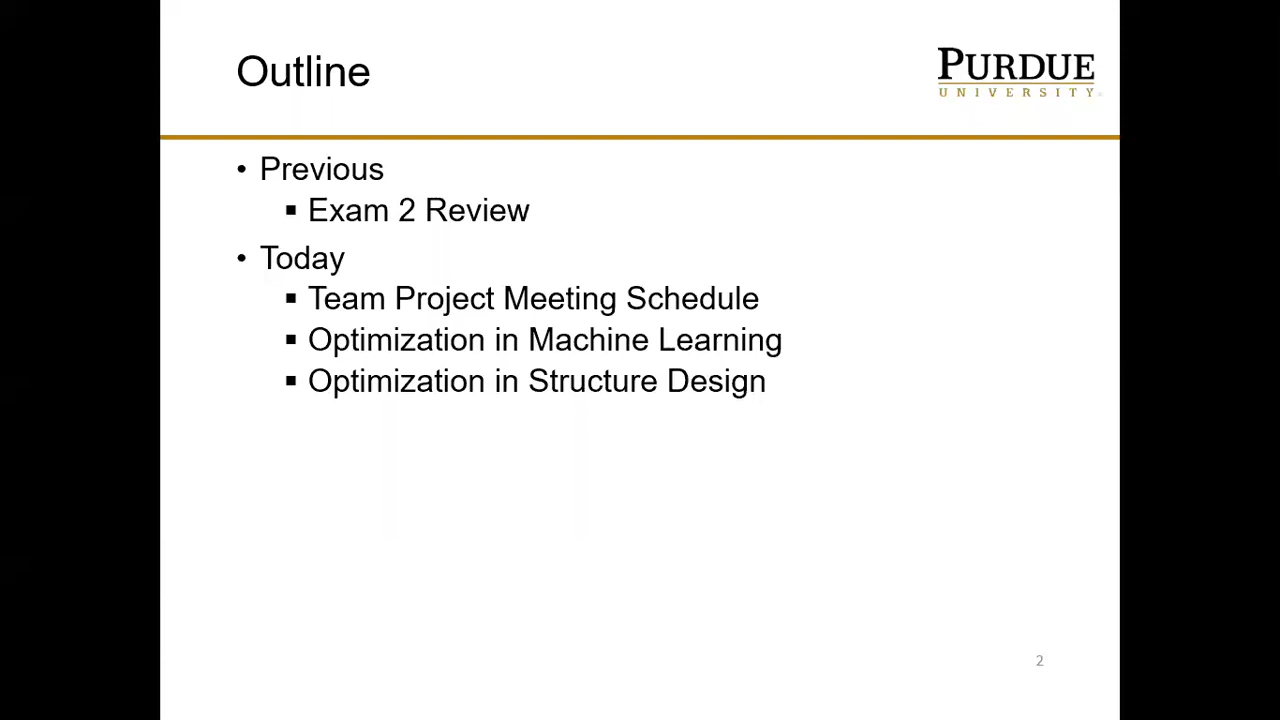 Outline
PURDUE
UNIVERSITY
• Previous
▪ Exam 2 Review
• Today
▪ Team Project Meeting Schedule
▪ Optimization in Machine Learning
▪ Optimization in Structure Design
2